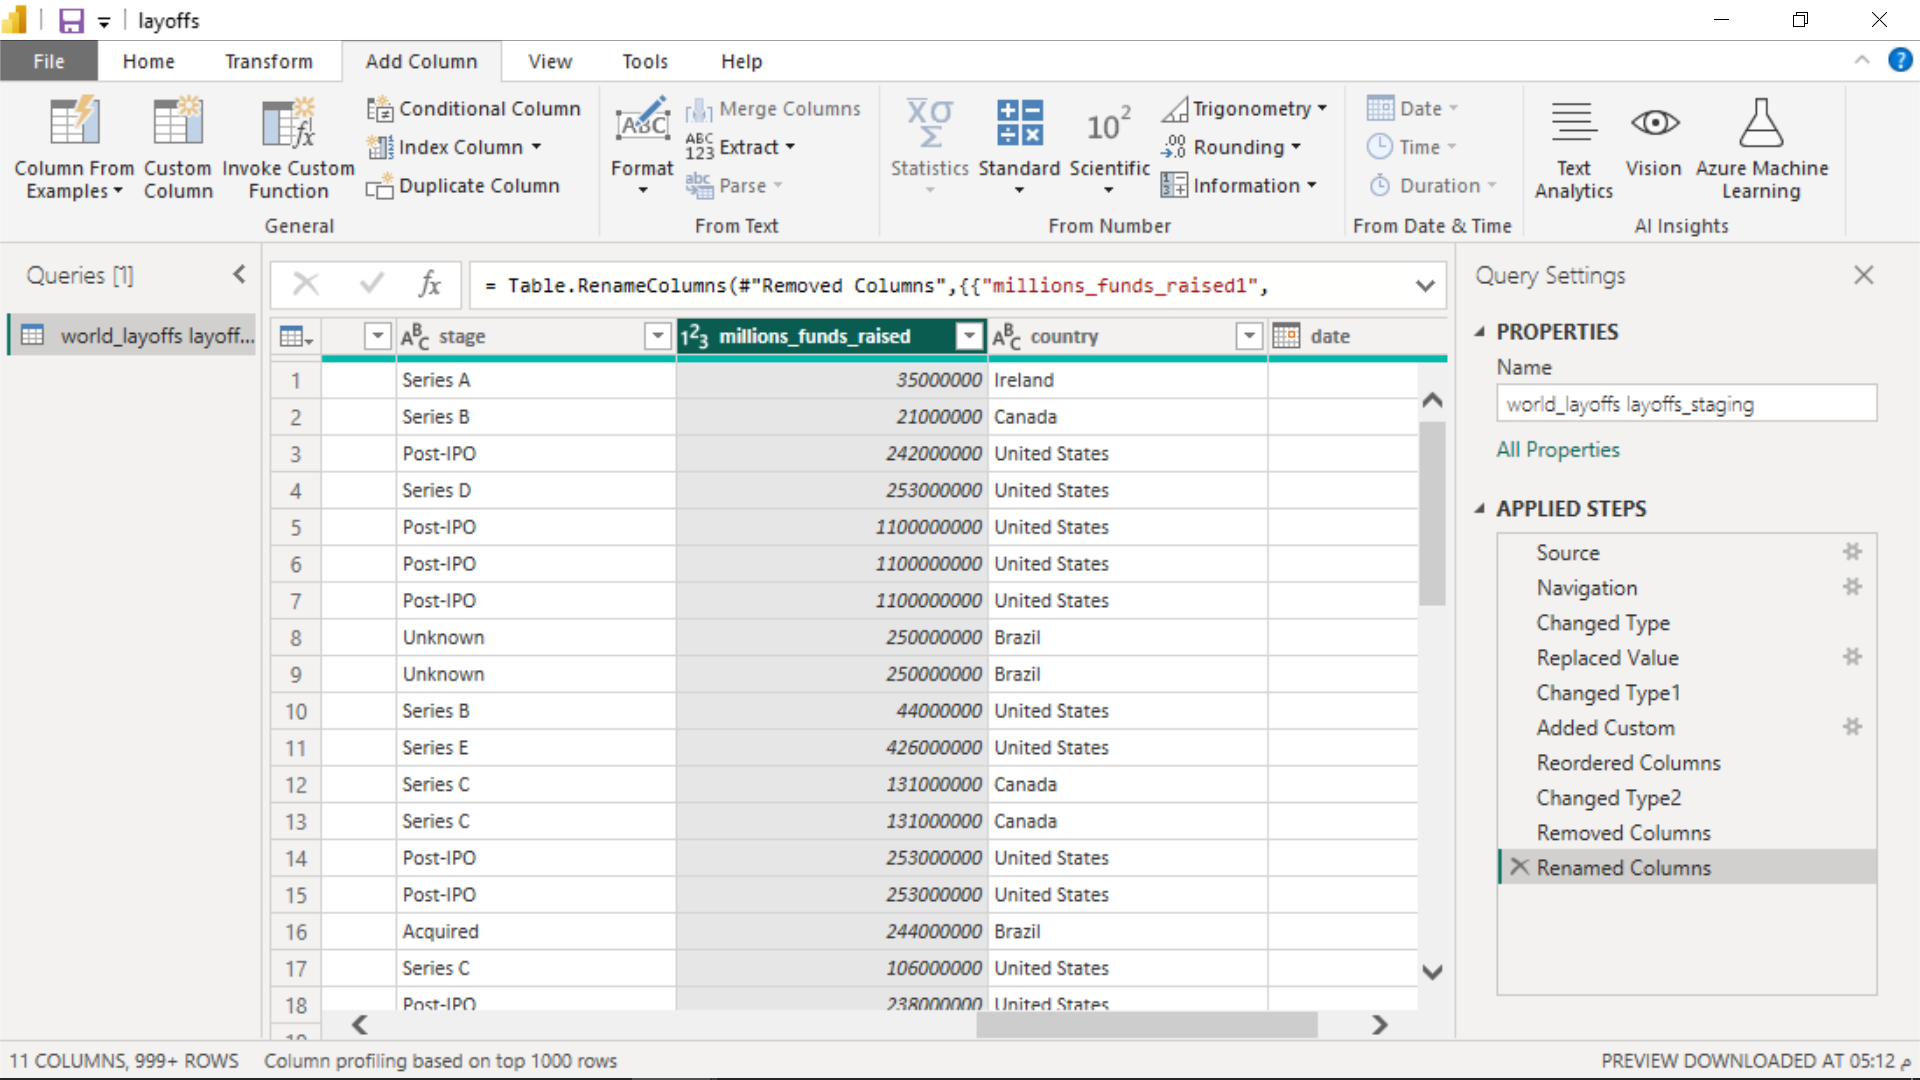 layoffs
File Home Transform Add Column View Tools Help
Column From Examples
Custom Column
Invoke Custom Function
Conditional Column
Index Column
Duplicate Column
General
Format
Merge Columns
Extract
Parse
From Text
Statistics
Standard
Scientific
Trigonometry
Rounding
Information
From Number
Date
Time
Duration
From Date & Time
Text Analytics
Vision
Azure Machine Learning
AI Insights
Queries [1]
world_layoffs layoff...
fx
= Table.RenameColumns(#"Removed Columns",{{"millions_funds_raised1",
ABC stage 123 millions_funds_raised ABC country date
1 Series A 35000000 Ireland
2 Series B 21000000 Canada
3 Post-IPO 242000000 United States
4 Series D 253000000 United States
5 Post-IPO 1100000000 United States
6 Post-IPO 1100000000 United States
7 Post-IPO 1100000000 United States
8 Unknown 250000000 Brazil
9 Unknown 250000000 Brazil
10 Series B 44000000 United States
11 Series E 426000000 United States
12 Series C 131000000 Canada
13 Series C 131000000 Canada
14 Post-IPO 253000000 United States
15 Post-IPO 253000000 United States
16 Acquired 244000000 Brazil
17 Series C 106000000 United States
18 Post-IPO 238000000 United States
Query Settings
PROPERTIES
Name
world_layoffs layoffs_staging
All Properties
APPLIED STEPS
Source
Navigation
Changed Type
Replaced Value
Changed Type1
Added Custom
Reordered Columns
Changed Type2
Removed Columns
Renamed Columns
11 COLUMNS, 999+ ROWS Column profiling based on top 1000 rows
PREVIEW DOWNLOADED AT 05:12 م